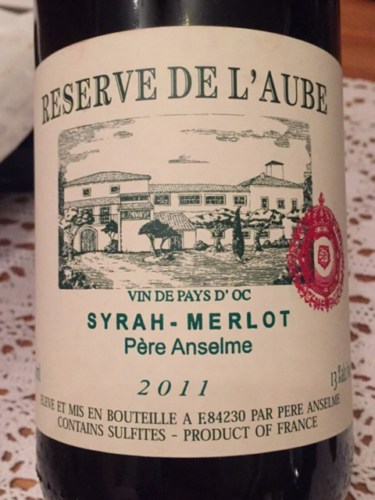 RESERVE DE L'AUBE
VIN DE PAYS D' OC
SYRAH - MERLOT
Père Anselme
2011
ELEVE ET MIS EN BOUTEILLE A F.84230 PAR PERE ANSELME
CONTAINS SULFITES - PRODUCT OF FRANCE